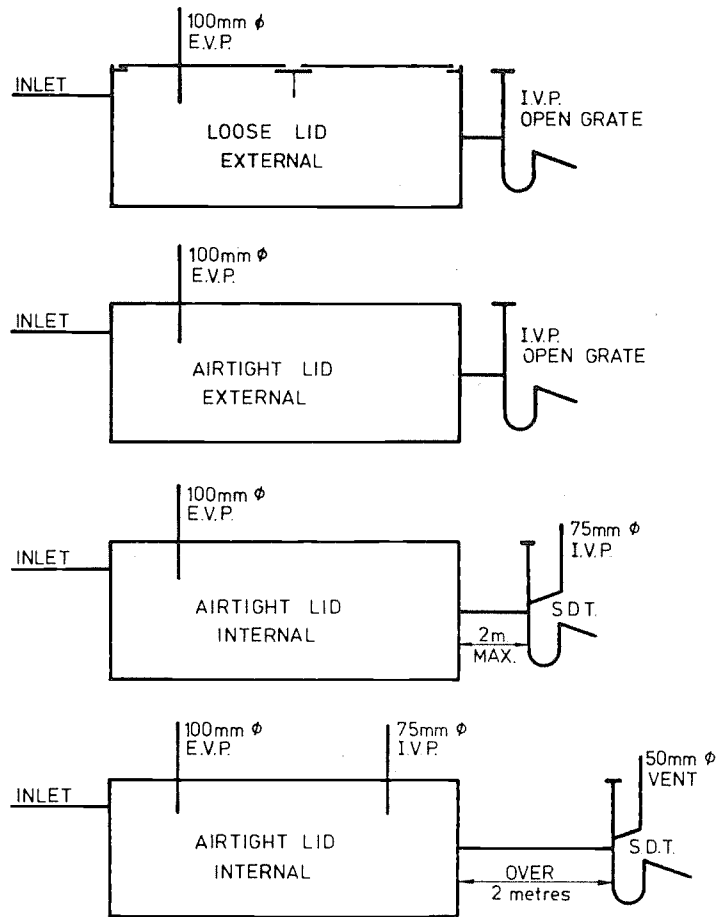 100mm φ
E.V.P.
INLET
I.V.P.
OPEN GRATE
LOOSE LID
EXTERNAL
100mm φ
E.V.P.
INLET
I.V.P.
OPEN GRATE
AIRTIGHT LID
EXTERNAL
100mm φ
E.V.P.
75mm φ
I.V.P.
INLET
AIRTIGHT LID
INTERNAL
S.D.T.
2m.
MAX.
100mm φ
E.V.P.
75mm φ
I.V.P.
50mm φ
VENT
INLET
AIRTIGHT LID
INTERNAL
S.D.T.
OVER
2 metres